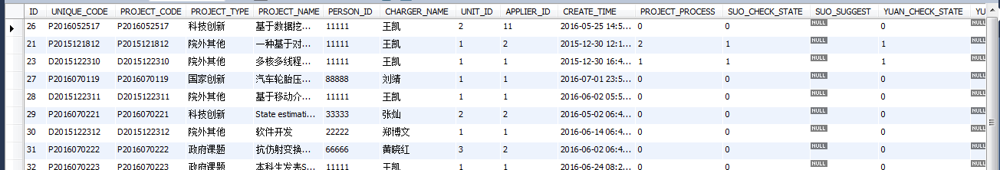 ID UNIQUE_CODE PROJECT_CODE PROJECT_TYPE PROJECT_NAME PERSON_ID CHARGER_NAME UNIT_ID APPLIER_ID CREATE_TIME PROJECT_PROCESS SUO_CHECK_STATE SUO_SUGGEST YUAN_CHECK_STATE YU
26 P2016052517 P2016052517 科技创新 基于数据挖... 11111 王凯 2 11 2016-05-25 14:5... 0 0 NULL 0 NULL
21 P2015121812 P2015121812 院外其他 一种基于对... 11111 王凯 1 2 2015-12-30 12:1... 2 1 NULL 1 NULL
23 D2015122310 D2015122310 院外其他 多核多线程... 11111 王凯 1 1 2015-12-30 16:4... 1 1 NULL 1 NULL
27 P2016070119 P2016070119 国家创新 汽车轮胎压... 88888 刘靖 1 1 2016-07-01 23:5... 0 0 NULL 0 NULL
28 D2015122311 D2015122311 院外其他 基于移动介... 11111 王凯 1 1 2016-06-02 05:5... 0 0 NULL 0 NULL
29 P2016070221 P2016070221 科技创新 State estimati... 33333 张灿 2 2 2016-05-02 06:4... 0 0 NULL 0 NULL
30 D2015122312 D2015122312 院外其他 软件开发 22222 郑博文 1 1 2016-06-14 06:4... 0 0 NULL 0 NULL
31 P2016070222 P2016070222 政府课题 抗仿射变换... 66666 黄晓红 3 2 2016-06-02 06:4... 0 0 NULL 0 NULL
32 P2016070223 P2016070223 政府课题 本科生发表S... 11111 王凯 1 1 2016-06-24 08:2... 0 0 NULL 0 NULL